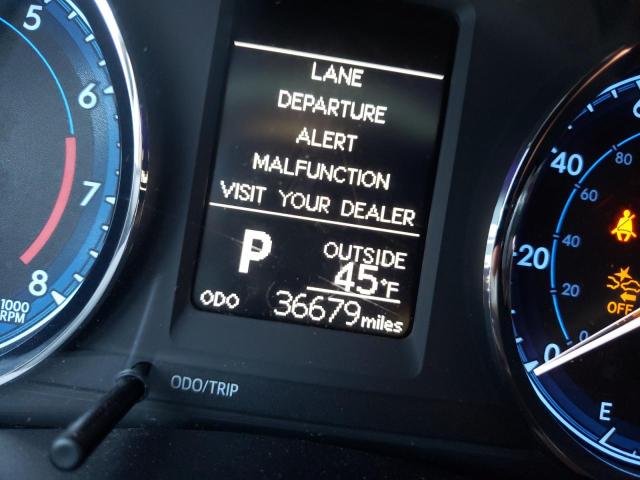 LANE
DEPARTURE
ALERT
MALFUNCTION
VISIT YOUR DEALER
P
OUTSIDE
45°F
ODO 36679 miles
ODO/TRIP
5
6
7
8
1000
RPM
0
20
40
0
20
40
60
80
OFF
E